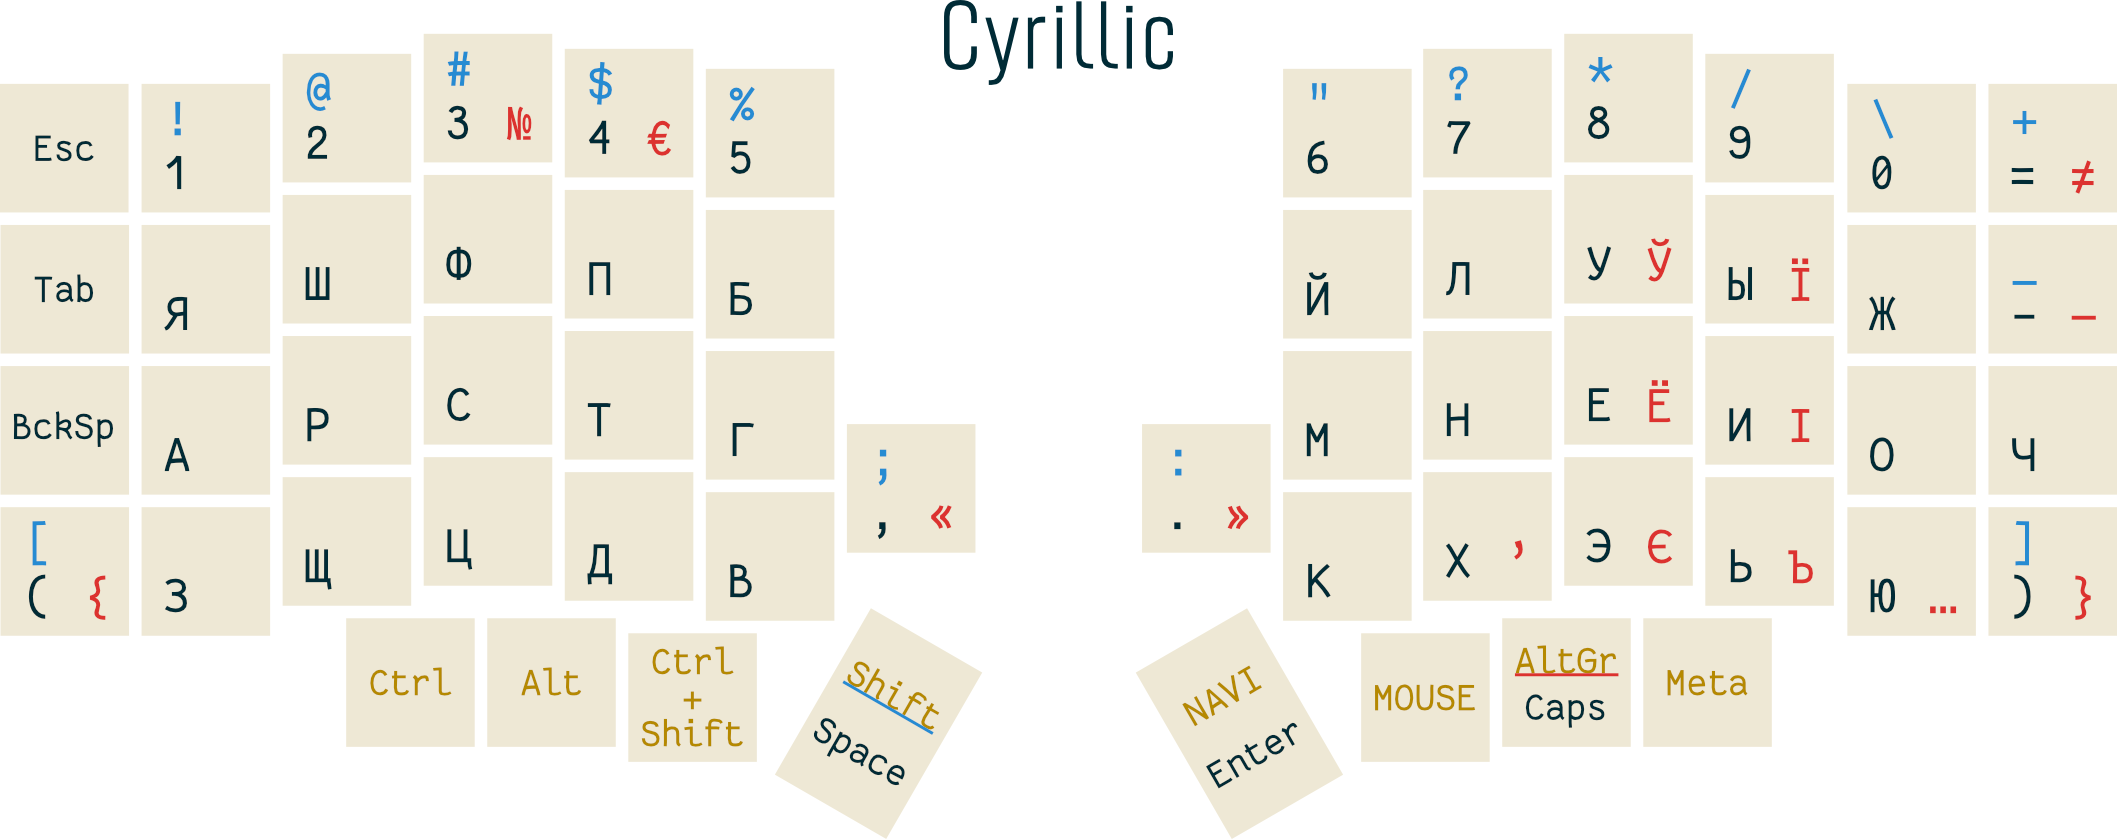 Cyrillic
Esc
! 1
@ 2
# 3 №
$ 4 €
% 5
" 6
? 7
* 8
/ 9
\ 0
+ = ≠
Tab
Я
Ш
Ф
П
Б
Й
Л
У Ў
Ы Ї
Ж
– - —
BckSp
А
Р
С
Т
Г
; , «
: . »
М
Н
Е Ё
И І
О
Ч
[ ( {
З
Щ
Ц
Д
В
К
Х ’
Э Є
Ь Ъ
Ю …
] ) }
Ctrl
Alt
Ctrl
+
Shift
Shift
Space
NAVI
Enter
MOUSE
AltGr
Caps
Meta